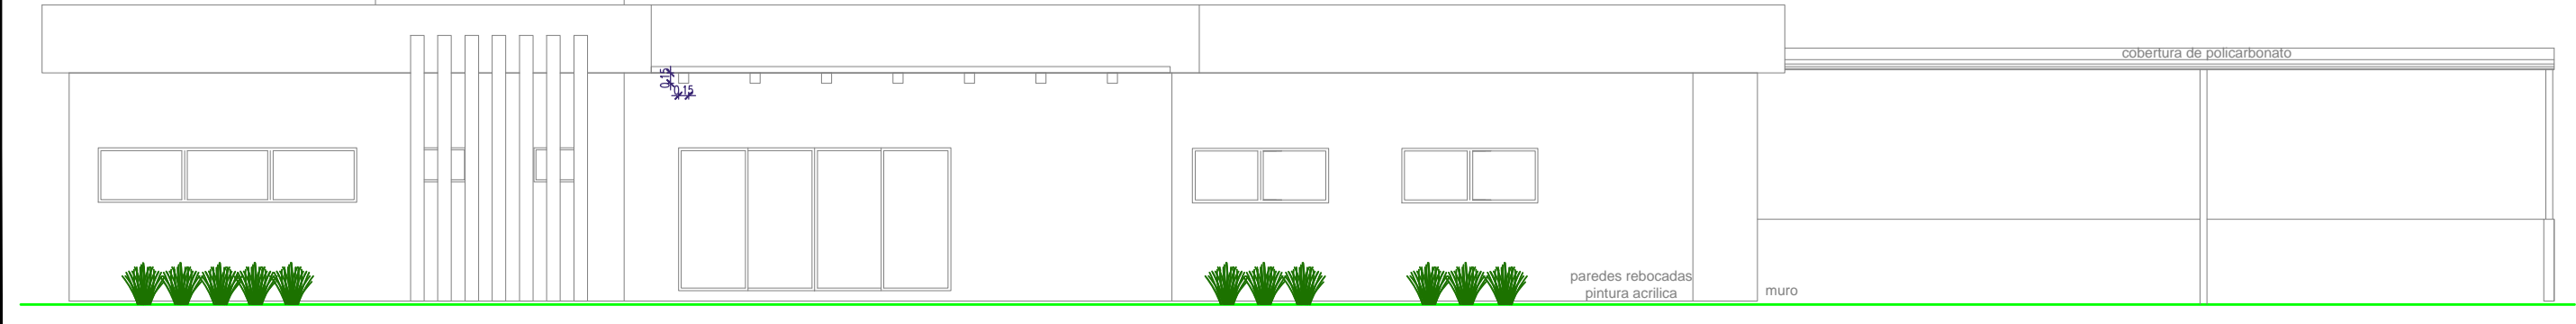 cobertura de policarbonato
0,15
0,15
paredes rebocadas
pintura acrilica
muro